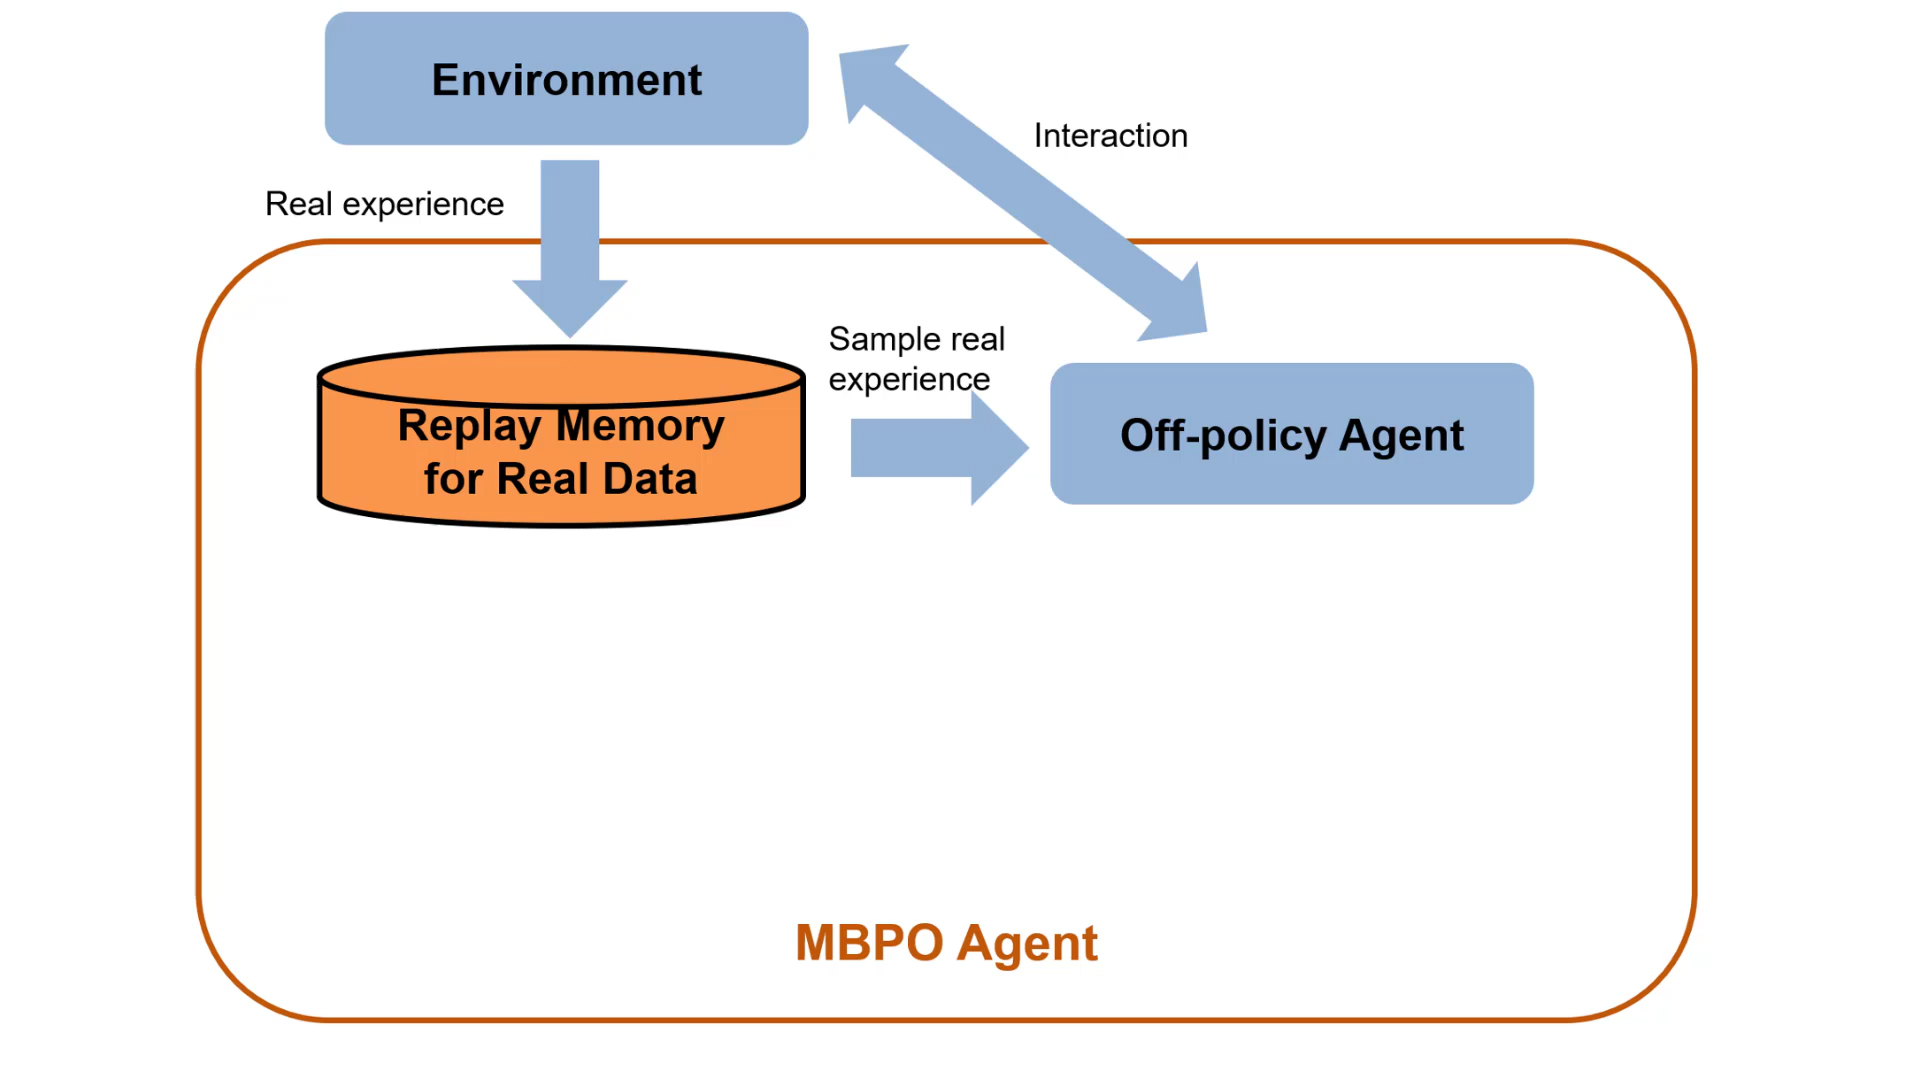 Environment
Interaction
Real experience
Sample real
experience
Replay Memory
for Real Data
Off-policy Agent
MBPO Agent